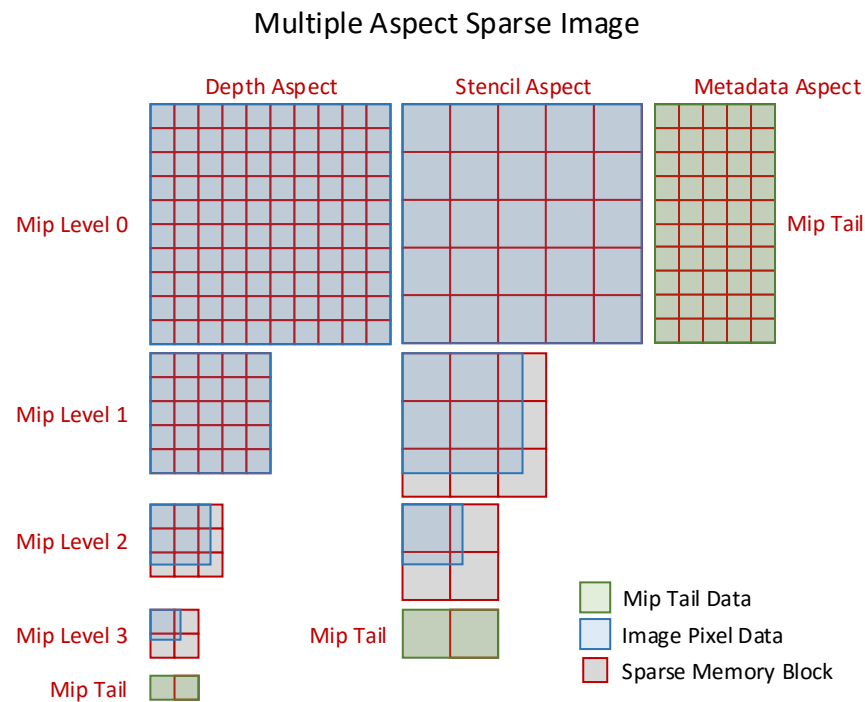 Multiple Aspect Sparse Image
Depth Aspect
Stencil Aspect
Metadata Aspect
Mip Level 0
Mip Tail
Mip Level 1
Mip Level 2
Mip Level 3
Mip Tail
Mip Tail
Mip Tail Data
Image Pixel Data
Sparse Memory Block